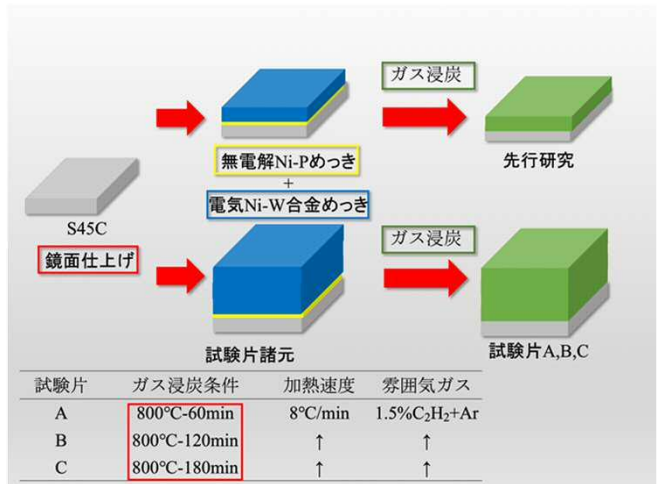 ガス浸炭
無電解Ni-Pめっき
+
電気Ni-W合金めっき
先行研究
S45C
鏡面仕上げ
ガス浸炭
試験片諸元
試験片A,B,C
試験片 ガス浸炭条件 加熱速度 雰囲気ガス
A 800℃-60min 8℃/min 1.5%C₂H₂+Ar
B 800℃-120min ↑ ↑
C 800℃-180min ↑ ↑